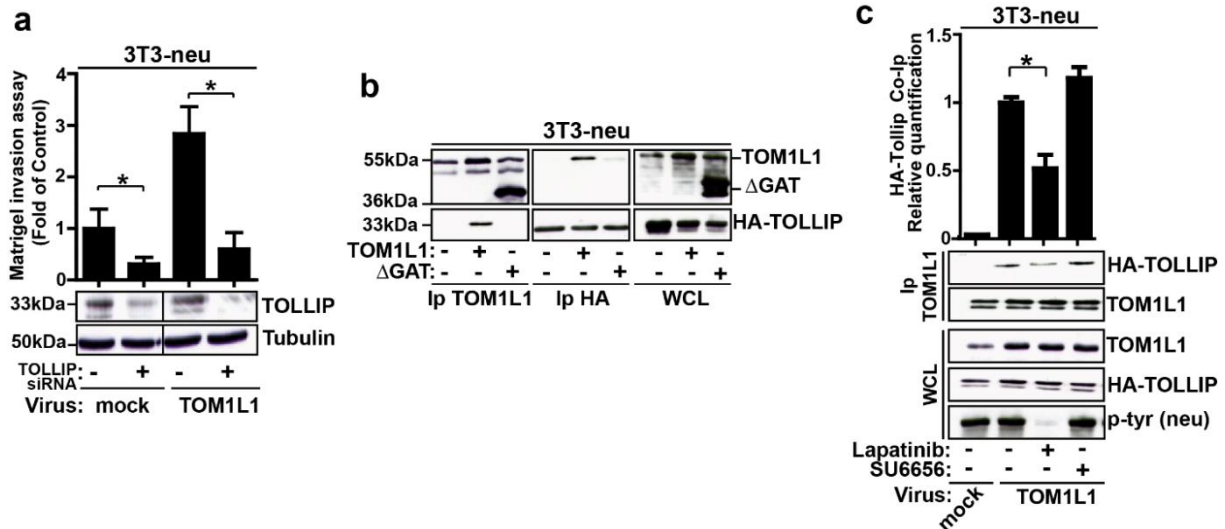 a
3T3-neu
Matrigel invasion assay
(Fold of Control)
4
3
2
1
0
*
*
33kDa
TOLLIP
50kDa
Tubulin
TOLLIP siRNA: - + - +
Virus: mock TOM1L1
b
3T3-neu
55kDa
TOM1L1
ΔGAT
36kDa
33kDa
HA-TOLLIP
TOM1L1: - + - - + - - + -
ΔGAT: - - + - - + - - +
Ip TOM1L1 Ip HA WCL
c
3T3-neu
HA-Tollip Co-Ip
Relative quantification
1.5
1
0.5
0
*
Ip TOM1L1
HA-TOLLIP
TOM1L1
WCL
TOM1L1
HA-TOLLIP
p-tyr (neu)
Lapatinib: - - + -
SU6656: - - - +
Virus: mock TOM1L1